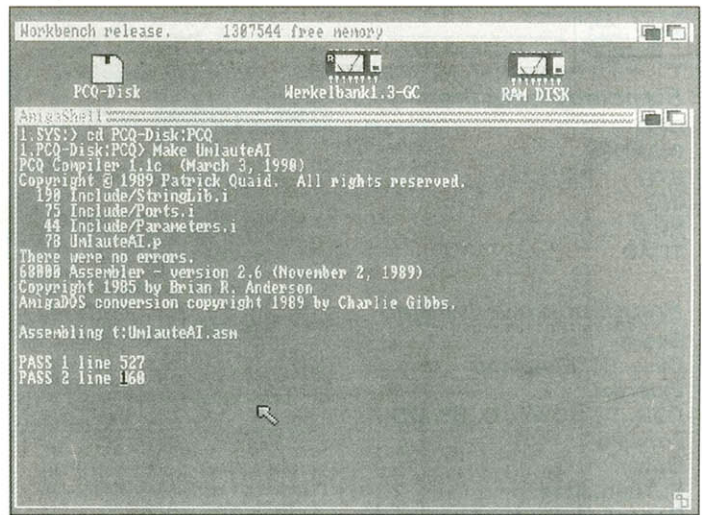 Workbench release. 1307544 free memory
PCQ-Disk
Werkelbank1.3-GC
RAM DISK
AmigaShell
1.SYS:> cd PCQ-Disk:PCQ
1.PCQ-Disk:PCQ> Make UmlauteAI
PCQ Compiler 1.1c (March 3, 1990)
Copyright © 1989 Patrick Quaid. All rights reserved.
190 Include/StringLib.i
75 Include/Ports.i
44 Include/Parameters.i
78 UmlauteAI.p
There were no errors.
68000 Assembler - version 2.6 (November 2, 1989)
Copyright 1985 by Brian R. Anderson
AmigaDOS conversion copyright 1989 by Charlie Gibbs.
Assembling t:UmlauteAI.asm
PASS 1 line 527
PASS 2 line 160